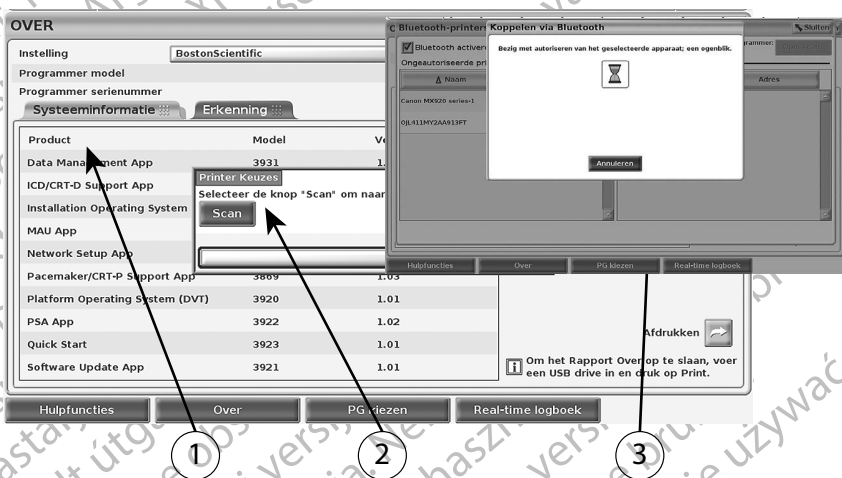 OVER
Instelling BostonScientific
Programmer model
Programmer serienummer
Systeeminformatie Erkenning
Product Model
Data Management App 3931
ICD/CRT-D Support App
Installation Operating System
MAU App
Network Setup App
Pacemaker/CRT-P Support App 3869 1.03
Platform Operating System (DVT) 3920 1.01
PSA App 3922 1.02
Quick Start 3923 1.01
Software Update App 3921 1.01
Afdrukken
Om het Rapport Over op te slaan, voer
een USB drive in en druk op Print.
Hulpfuncties Over PG kiezen Real-time logboek
Printer Keuzes
Selecteer de knop "Scan" om naar
Scan
Bluetooth-printers
Bluetooth activere
Ongeautoriseerde pri
Naam Adres
Canon MX920 series-1
0JL411MY2AA913FT
Koppelen via Bluetooth Sluiten
Bezig met autoriseren van het geselecteerde apparaat; een ogenblik.
Annuleren
Hulpfuncties Over PG kiezen Real-time logboek
1 2 3